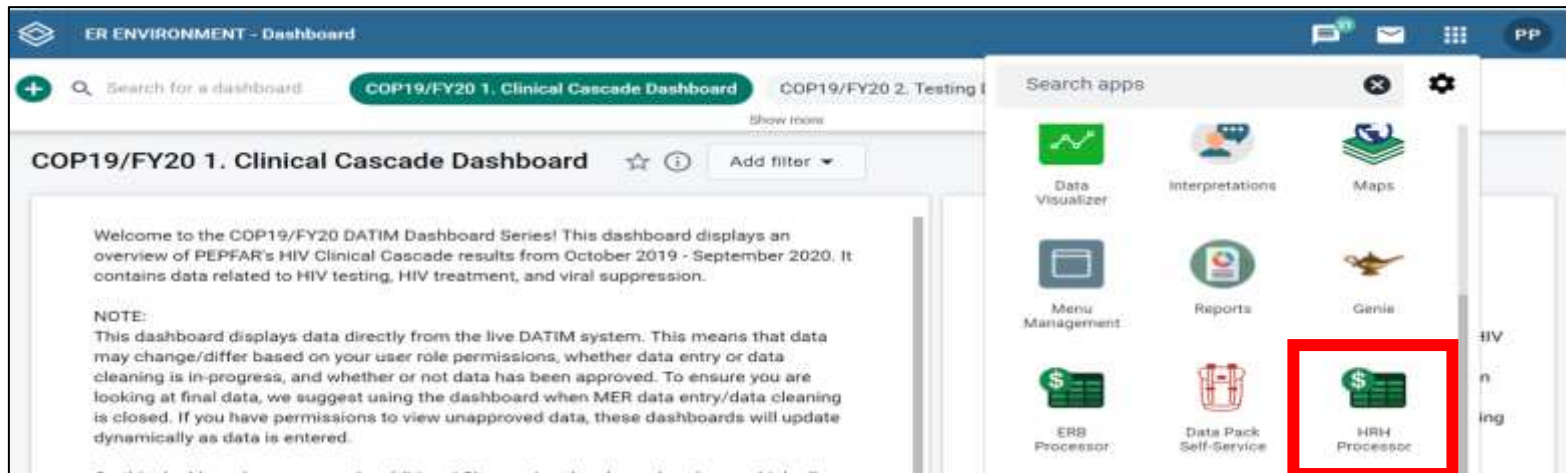 ER ENVIRONMENT - Dashboard
PP
Search for a dashboard
COP19/FY20 1. Clinical Cascade Dashboard
COP19/FY20 2. Testing
Show more
Search apps
COP19/FY20 1. Clinical Cascade Dashboard
Add filter
Data
Visualizer
Interpretations
Maps
Welcome to the COP19/FY20 DATIM Dashboard Series! This dashboard displays an
overview of PEPFAR's HIV Clinical Cascade results from October 2019 - September 2020. It
contains data related to HIV testing, HIV treatment, and viral suppression.
NOTE:
This dashboard displays data directly from the live DATIM system. This means that data
may change/differ based on your user role permissions, whether data entry or data
cleaning is in-progress, and whether or not data has been approved. To ensure you are
looking at final data, we suggest using the dashboard when MER data entry/data cleaning
is closed. If you have permissions to view unapproved data, these dashboards will update
dynamically as data is entered.
Menu
Management
Reports
Genie
HIV
n
ing
ERB
Processor
Data Pack
Self-Service
HRH
Processor